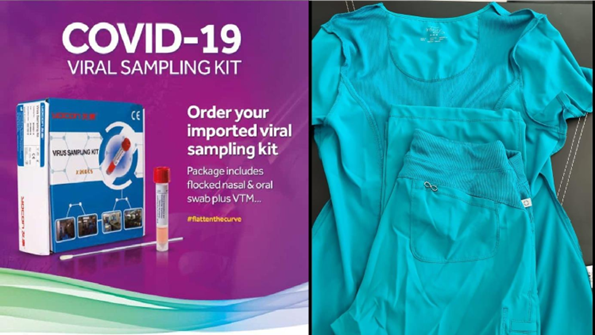 COVID-19
VIRAL SAMPLING KIT
Order your
imported viral
sampling kit
Package includes
flocked nasal & oral
swab plus VTM...
#flattenthecurve
CE
VIRUS SAMPLING KIT